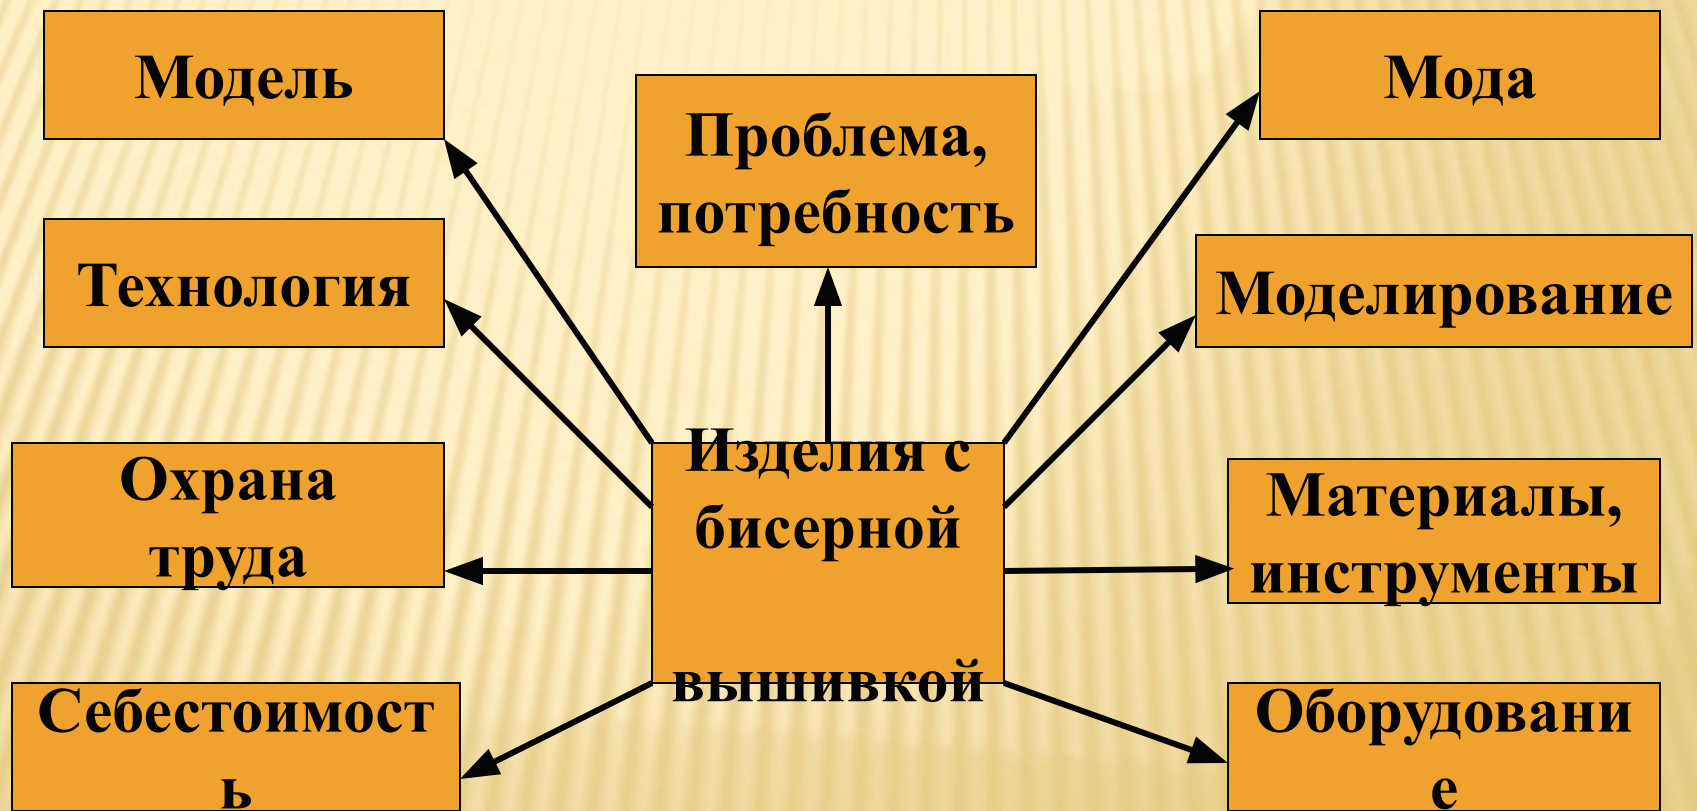 Модель
Проблема,
потребность
Мода
Технология
Моделирование
Изделия с
бисерной
вышивкой
Охрана
труда
Материалы,
инструменты
Себестоимост
ь
Оборудовани
е